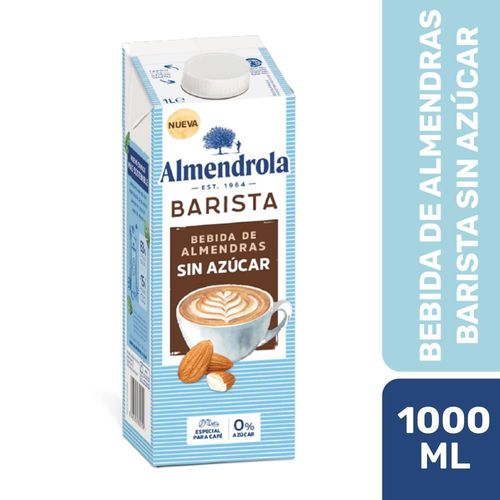 1L℮
NUEVA
Almendrola
EST. 1964
BARISTA
BEBIDA DE
ALMENDRAS
SIN AZÚCAR
ESPECIAL
PARA CAFÉ
0%
AZÚCAR
BEBIDA DE ALMENDRAS
BARISTA SIN AZÚCAR
1000
ML